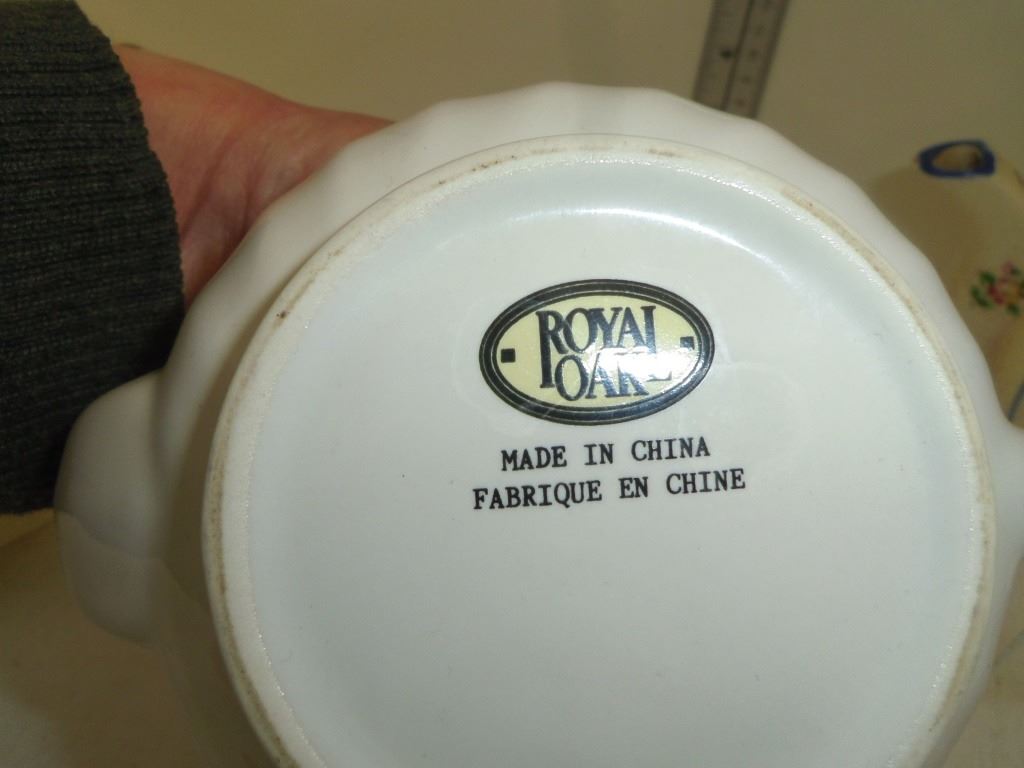 ROYAL
OAK
MADE IN CHINA
FABRIQUE EN CHINE